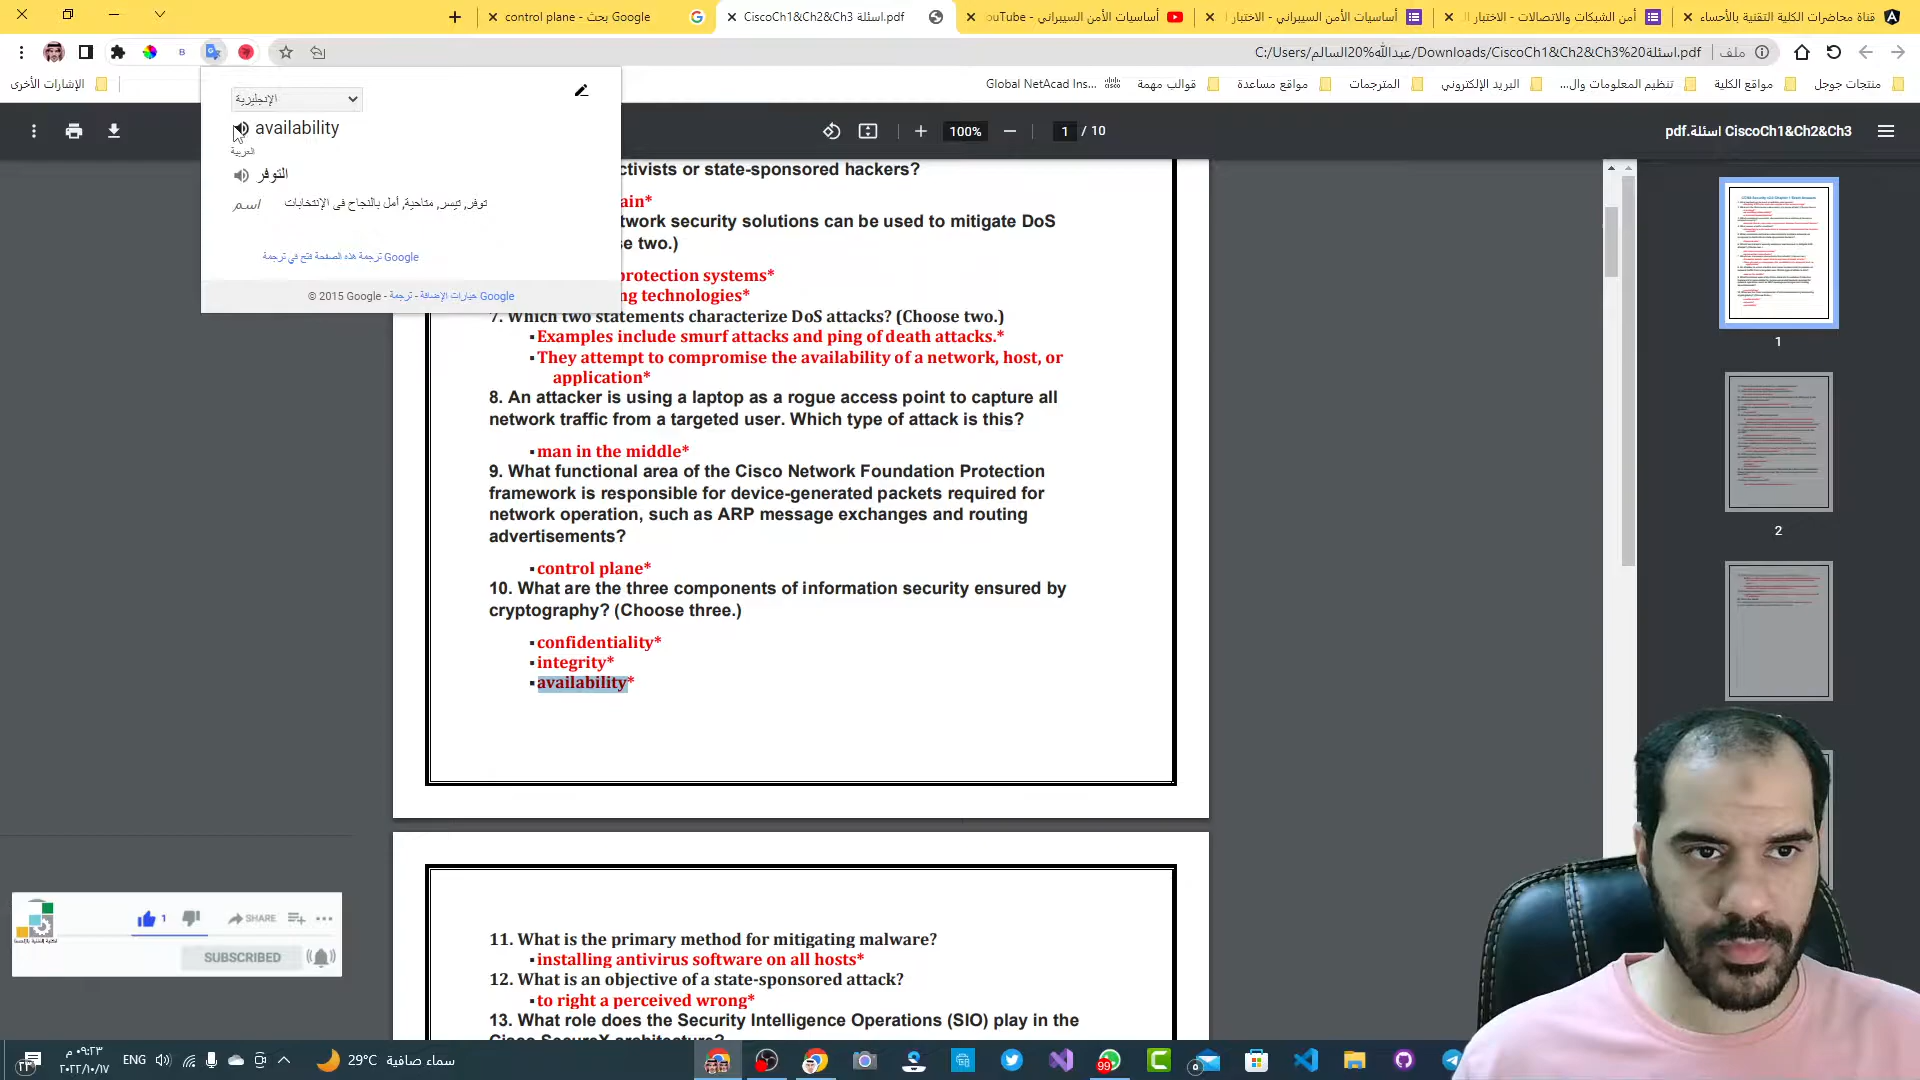 control plane - بحث Google
CiscoCh1&Ch2&Ch3 اسئلة.pdf
أساسيات الأمن السيبراني - YouTube
أساسيات الأمن السيبراني - الاختبار
أمن الشبكات والاتصالات - الاختبار
قناة محاضرات الكلية التقنية بالأحساء
C:/Users/عبدالله%20السالم/Downloads/CiscoCh1&Ch2&Ch3%20اسئلة.pdf
ملف
منتجات جوجل
مواقع الكلية
تنظيم المعلومات وال...
البريد الإلكتروني
المترجمات
مواقع مساعدة
قوالب مهمة
Global NetAcad Ins...
الإشارات الأخرى
CiscoCh1&Ch2&Ch3 اسئلة.pdf
1 / 10
100%
الإنجليزية
availability
العربية
التوفر
اسم
توفر, تيسر, متاحية, أمل بالنجاح في الإنتخابات
ترجمة هذه الصفحة فتح في ترجمة Google
© 2015 Google - ترجمة - خيارات الإضافة Google
ctivists or state-sponsored hackers?
ain*
twork security solutions can be used to mitigate DoS
se two.)
protection systems*
ng technologies*
7. Which two statements characterize DoS attacks? (Choose two.)
▪Examples include smurf attacks and ping of death attacks.*
▪They attempt to compromise the availability of a network, host, or
application*
8. An attacker is using a laptop as a rogue access point to capture all
network traffic from a targeted user. Which type of attack is this?
▪man in the middle*
9. What functional area of the Cisco Network Foundation Protection
framework is responsible for device-generated packets required for
network operation, such as ARP message exchanges and routing
advertisements?
▪control plane*
10. What are the three components of information security ensured by
cryptography? (Choose three.)
▪confidentiality*
▪integrity*
▪availability*
11. What is the primary method for mitigating malware?
▪installing antivirus software on all hosts*
12. What is an objective of a state-sponsored attack?
▪to right a perceived wrong*
13. What role does the Security Intelligence Operations (SIO) play in the
Cisco SecureX architecture?
1
2
1
SHARE
SUBSCRIBED
٠٩:٢٣ م
٢٠٢٢/١٠/١٧
ENG
29°C
سماء صافية
99